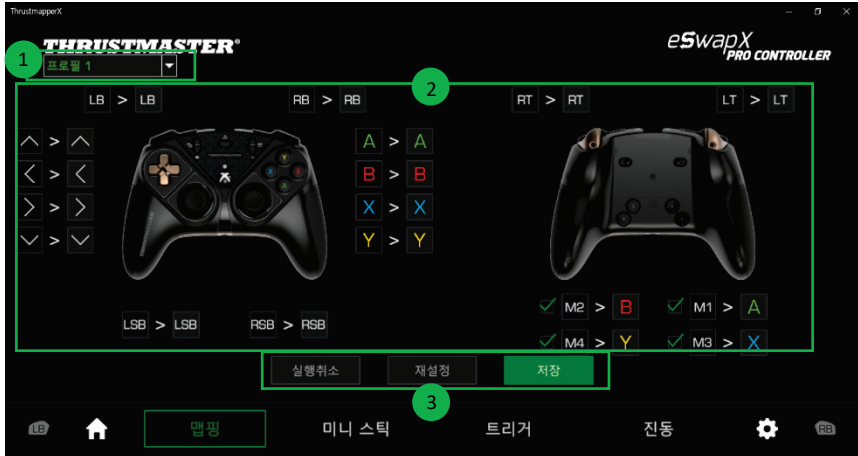 ThrustmapperX
THRUSTMASTER®
eSwapX
PRO CONTROLLER
1
프로필 1
2
LB > LB
RB > RB
RT > RT
LT > LT
A > A
B > B
X > X
Y > Y
LSB > LSB
RSB > RSB
M2 > B
M1 > A
M4 > Y
M3 > X
실행취소
재설정
저장
3
LB
맵핑
미니 스틱
트리거
진동
RB